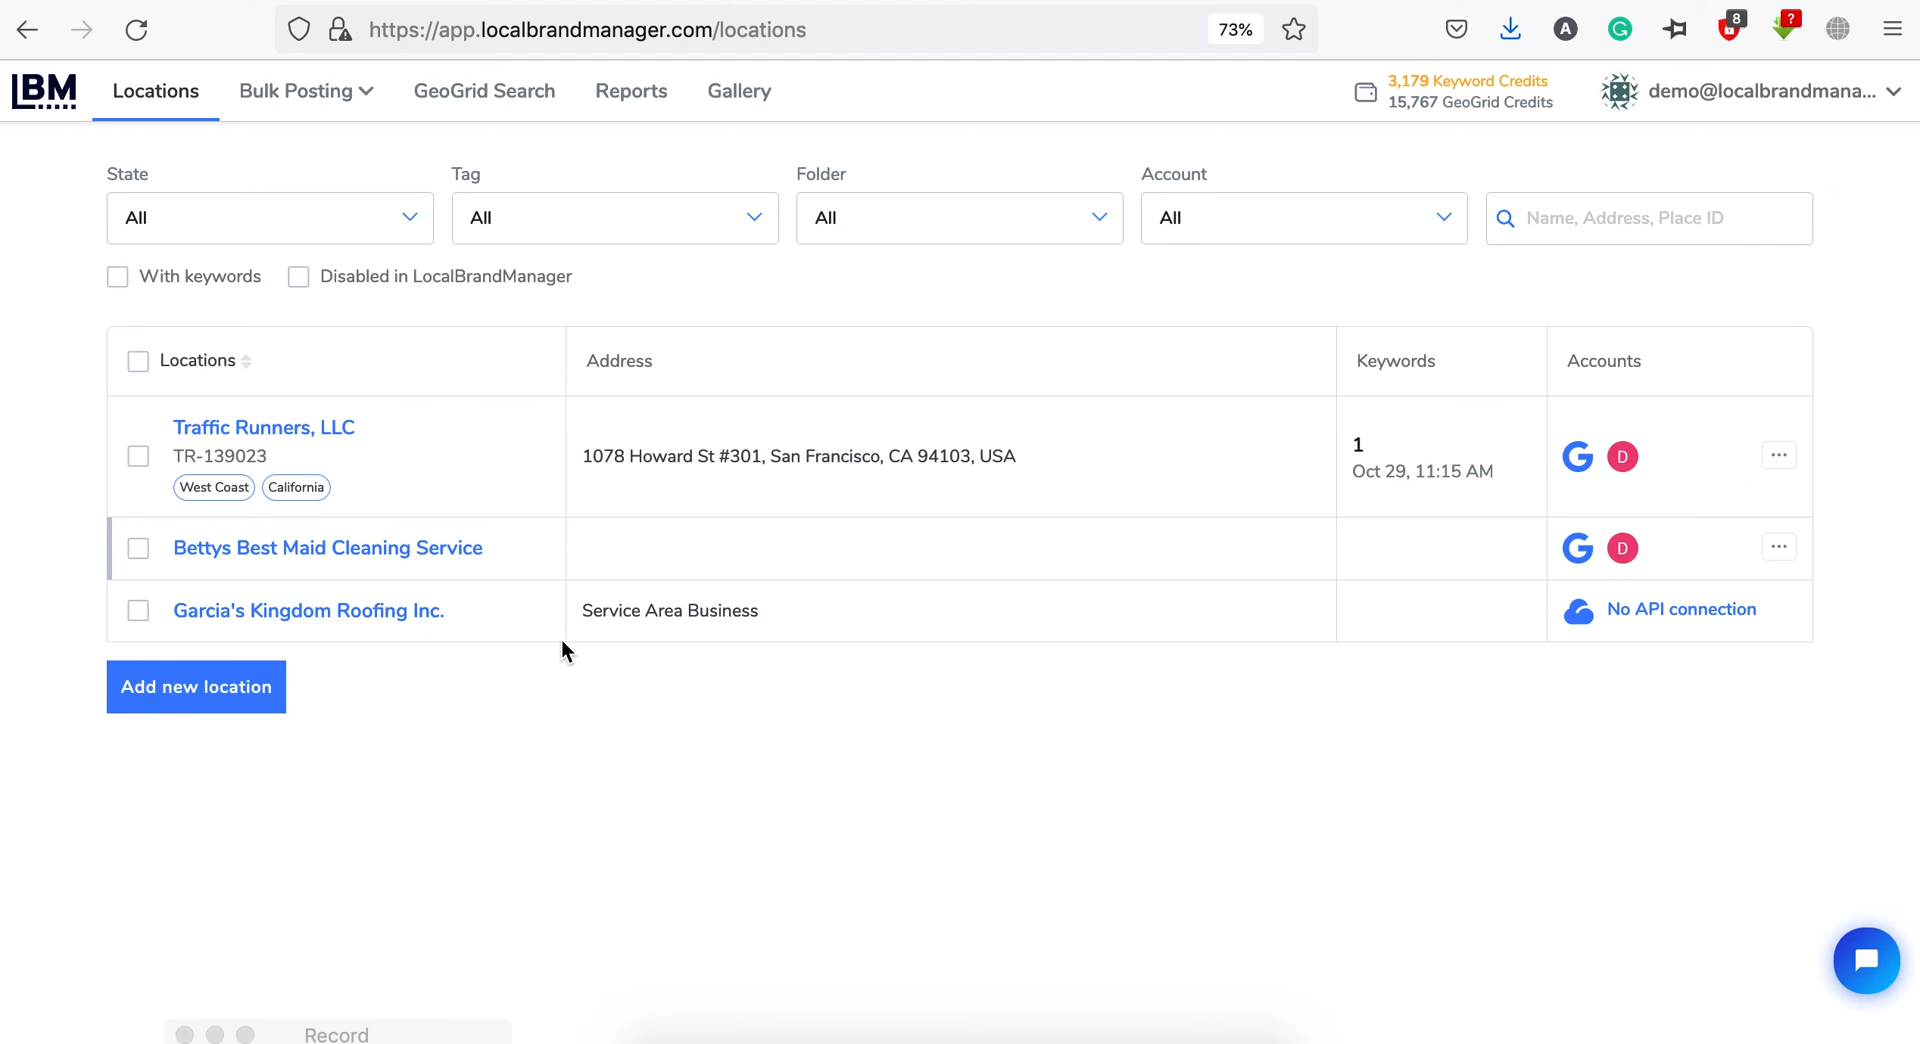 https://app.localbrandmanager.com/locations
73%
A
8
?
LBM
Locations
Bulk Posting
GeoGrid Search
Reports
Gallery
3,179 Keyword Credits
15,767 GeoGrid Credits
demo@localbrandmana...
State
Tag
Folder
Account
All
All
All
All
Name, Address, Place ID
With keywords
Disabled in LocalBrandManager
Locations
Address
Keywords
Accounts
Traffic Runners, LLC
TR-139023
West Coast
California
1078 Howard St #301, San Francisco, CA 94103, USA
1
Oct 29, 11:15 AM
G
D
...
Bettys Best Maid Cleaning Service
G
D
...
Garcia's Kingdom Roofing Inc.
Service Area Business
No API connection
Add new location
Record